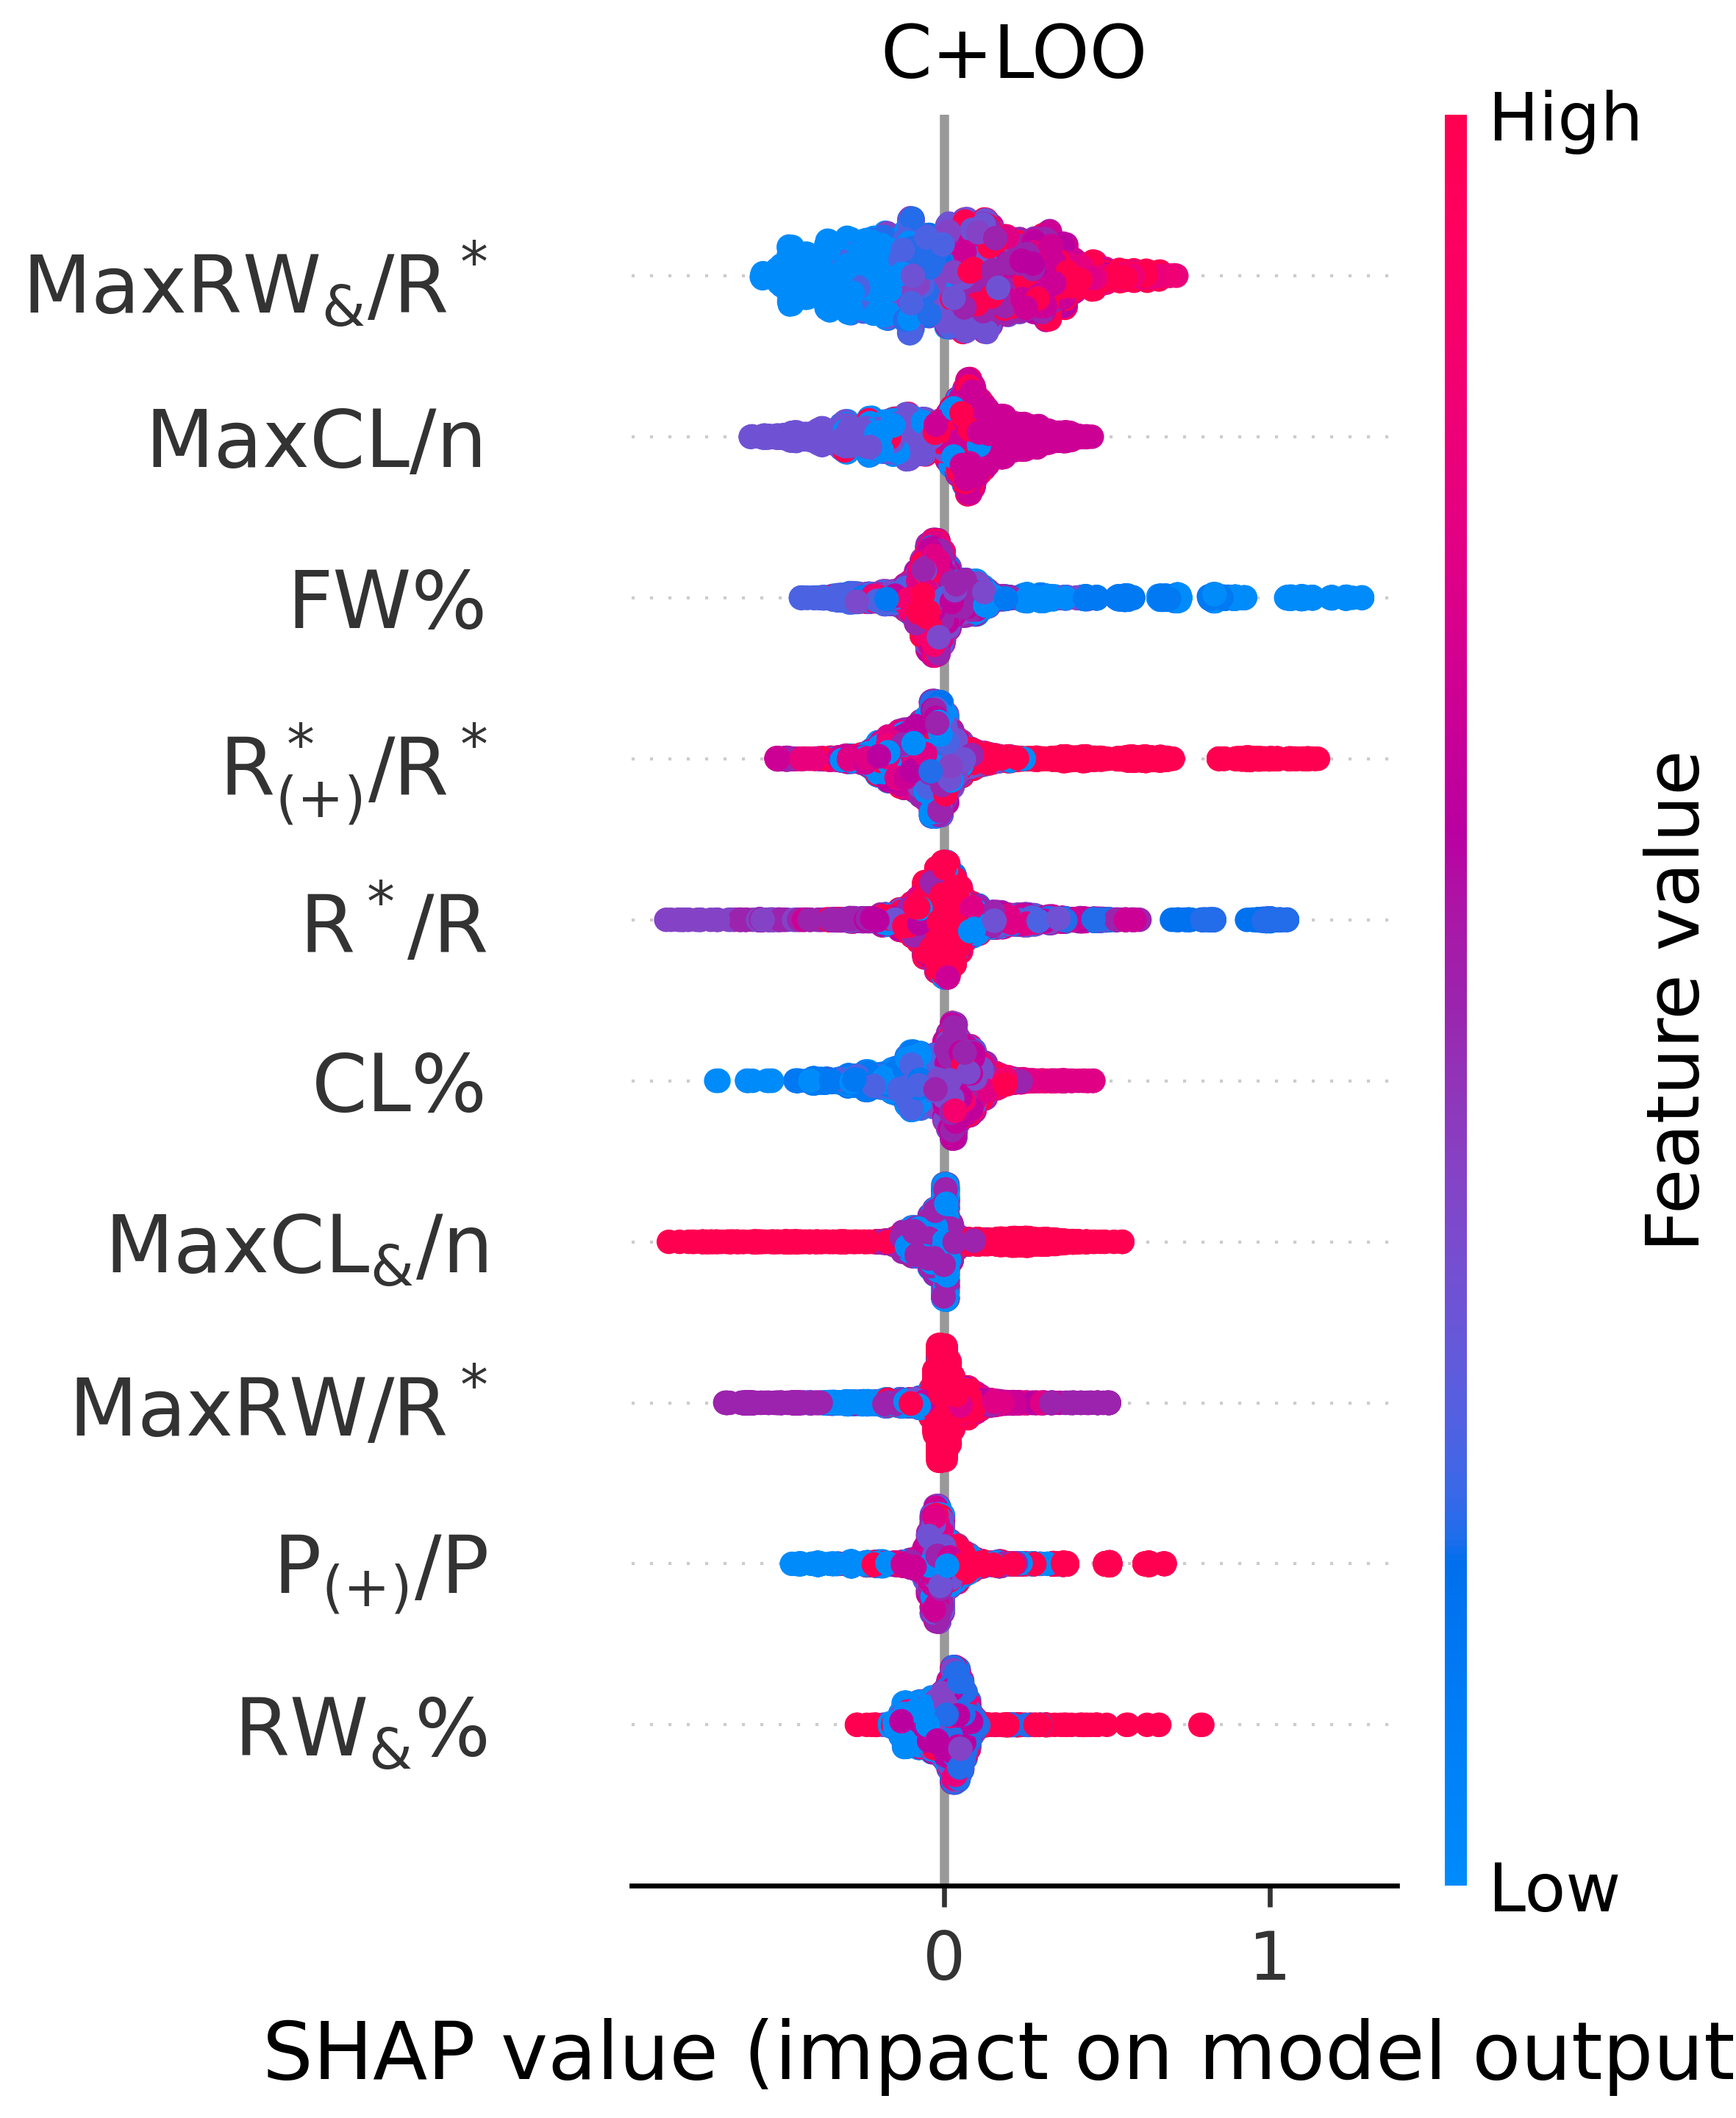 C+LOO
High
MaxRW&/R*
MaxCL/n
FW%
R*(+)/R*
R*/R
CL%
MaxCL&/n
MaxRW/R*
P(+)/P
RW&%
Feature value
Low
0 1
SHAP value (impact on model output